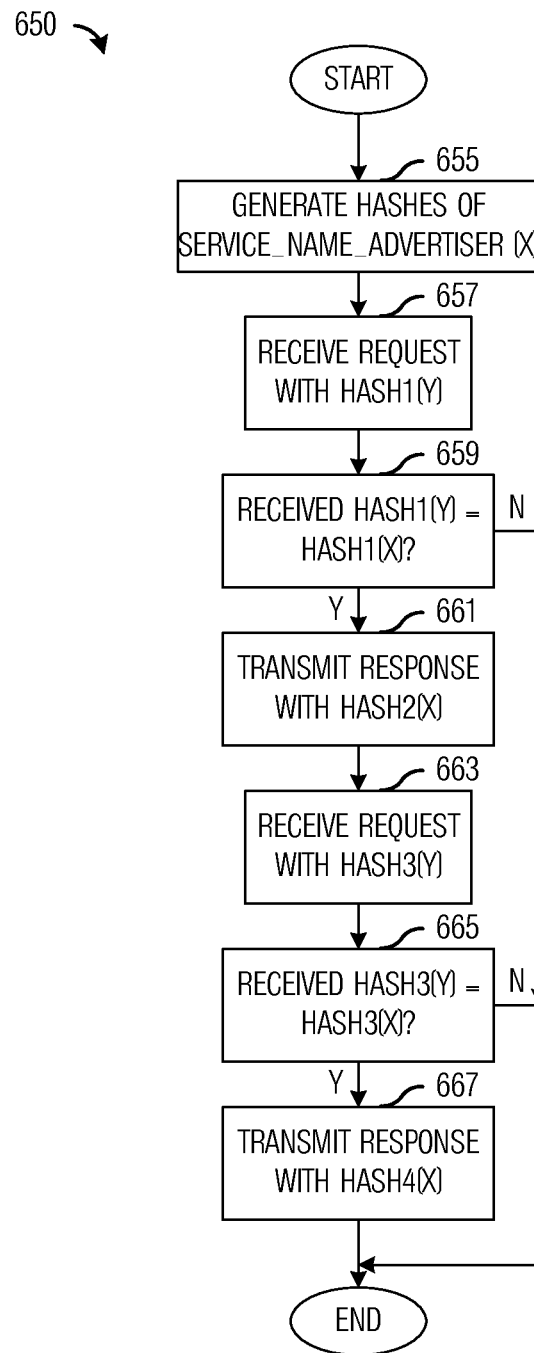 650
START
655
GENERATE HASHES OF
SERVICE_NAME_ADVERTISER (X)
657
RECEIVE REQUEST
WITH HASH1(Y)
659
RECEIVED HASH1(Y) =
HASH1(X)?
N
Y
661
TRANSMIT RESPONSE
WITH HASH2(X)
663
RECEIVE REQUEST
WITH HASH3(Y)
665
RECEIVED HASH3(Y) =
HASH3(X)?
N
Y
667
TRANSMIT RESPONSE
WITH HASH4(X)
END